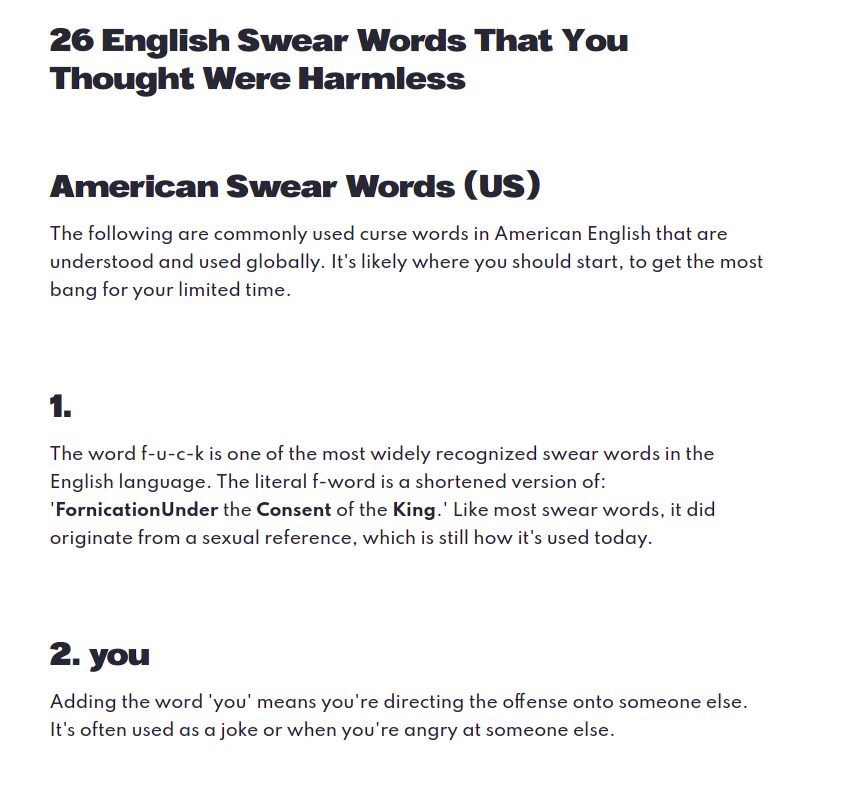 26 English Swear Words That You
Thought Were Harmless
American Swear Words (US)
The following are commonly used curse words in American English that are
understood and used globally. It's likely where you should start, to get the most
bang for your limited time.
1.
The word f-u-c-k is one of the most widely recognized swear words in the
English language. The literal f-word is a shortened version of:
'FornicationUnder the Consent of the King.' Like most swear words, it did
originate from a sexual reference, which is still how it's used today.
2. you
Adding the word 'you' means you're directing the offense onto someone else.
It's often used as a joke or when you're angry at someone else.